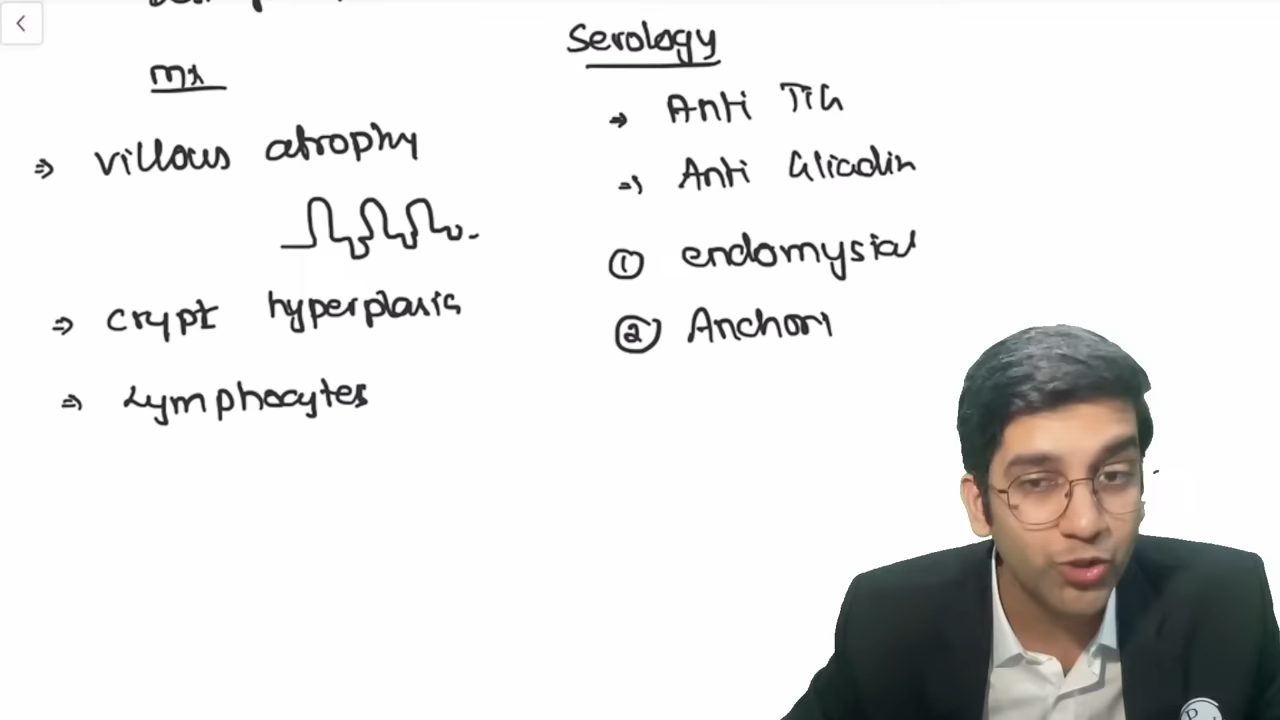 mx
⇒ villous atrophy
⇒ crypt hyperplasia
⇒ Lymphocytes
Serology
→ Anti TTG
⇒ Anti Gliadin
① endomysial
② Anchori
P